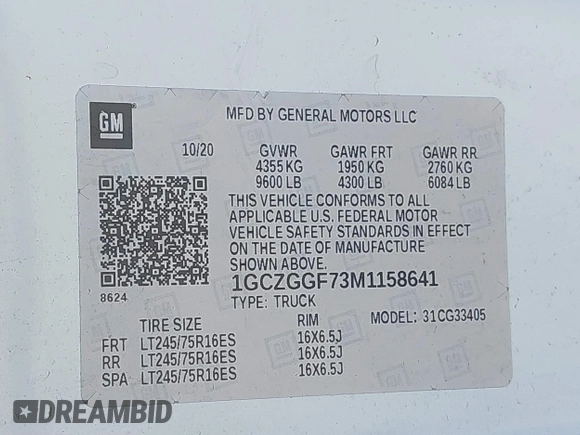 GM
MFD BY GENERAL MOTORS LLC
10/20 GVWR GAWR FRT GAWR RR
4355 KG 1950 KG 2760 KG
9600 LB 4300 LB 6084 LB
THIS VEHICLE CONFORMS TO ALL
APPLICABLE U.S. FEDERAL MOTOR
VEHICLE SAFETY STANDARDS IN EFFECT
ON THE DATE OF MANUFACTURE
SHOWN ABOVE.
8624
1GCZGGF73M1158641
TYPE: TRUCK
TIRE SIZE RIM MODEL: 31CG33405
FRT LT245/75R16ES 16X6.5J
RR LT245/75R16ES 16X6.5J
SPA LT245/75R16ES 16X6.5J
DREAMBID